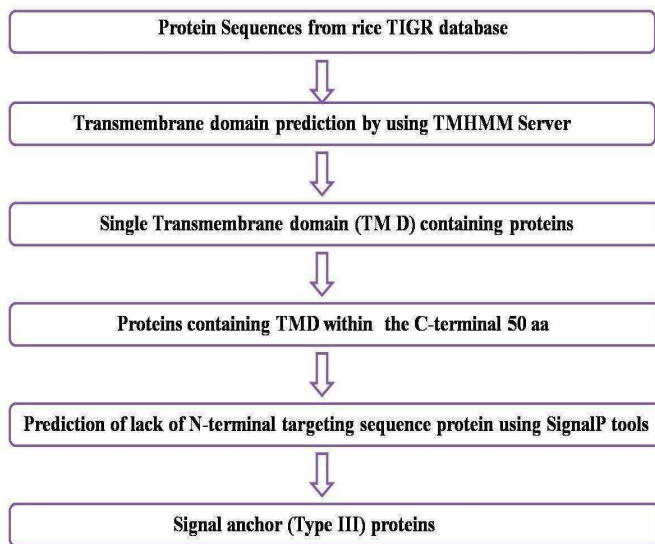 Protein Sequences from rice TIGR database
Transmembrane domain prediction by using TMHMM Server
Single Transmembrane domain (TM D) containing proteins
Proteins containing TMD within the C-terminal 50 aa
Prediction of lack of N-terminal targeting sequence protein using SignalP tools
Signal anchor (Type III) proteins